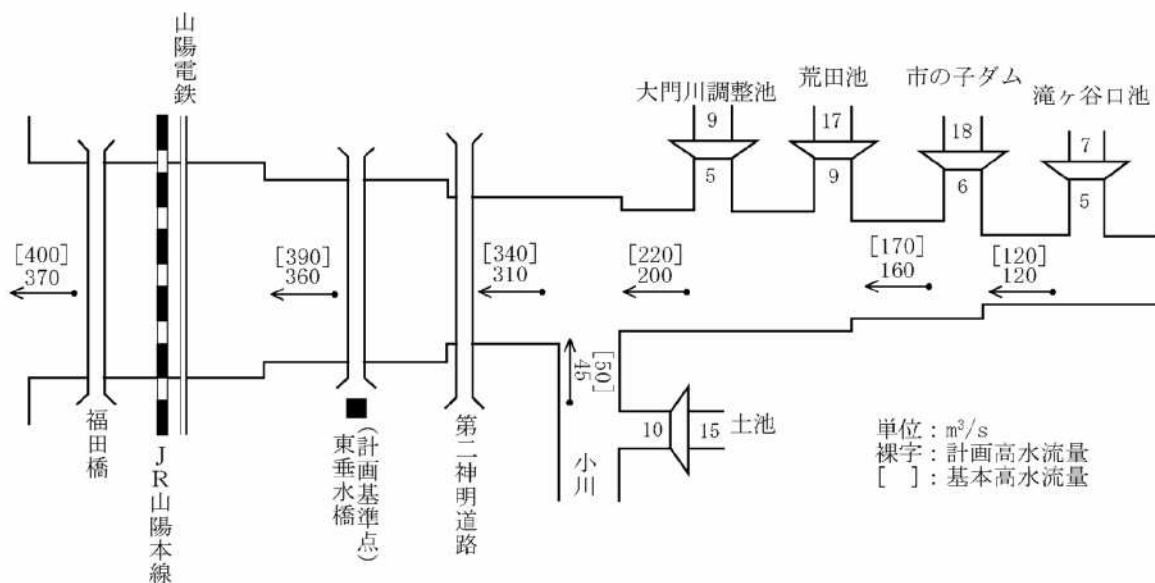 山陽電鉄
大門川調整池
荒田池
市の子ダム
滝ヶ谷口池
9
17
18
7
5
9
6
5
[400]
370
[390]
360
[340]
310
[220]
200
[170]
160
[120]
120
[50]
45
10
15
土池
小川
福田橋
JR山陽本線
(計画基準点)
東垂水橋
第二神明道路
単位：m³/s
裸字：計画高水流量
[ ]：基本高水流量